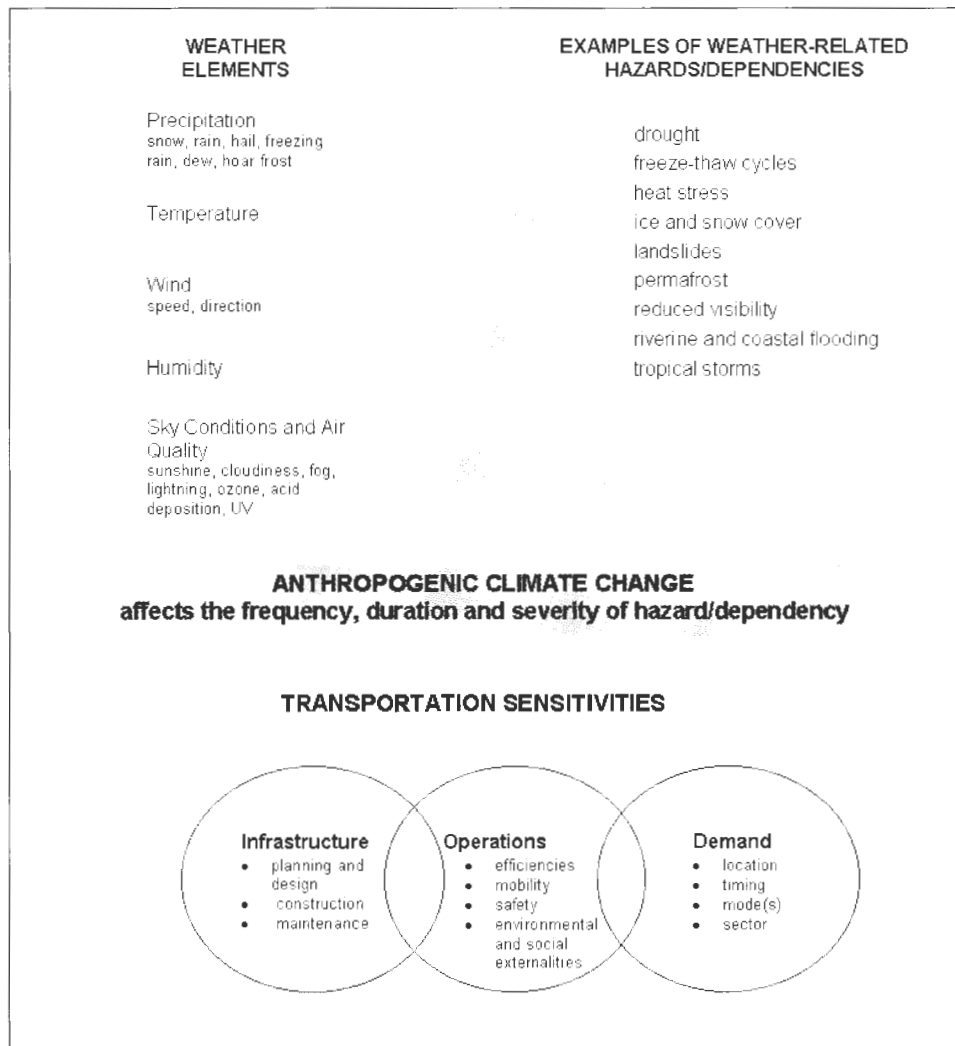 WEATHER
ELEMENTS
EXAMPLES OF WEATHER-RELATED
HAZARDS/DEPENDENCIES
Precipitation
snow, rain, hail, freezing
rain, dew, hoar frost
Temperature
Wind
speed, direction
Humidity
Sky Conditions and Air
Quality
sunshine, cloudiness, fog,
lightning, ozone, acid
deposition, UV
drought
freeze-thaw cycles
heat stress
ice and snow cover
landslides
permafrost
reduced visibility
riverine and coastal flooding
tropical storms
ANTHROPOGENIC CLIMATE CHANGE
affects the frequency, duration and severity of hazard/dependency
TRANSPORTATION SENSITIVITIES
Infrastructure
• planning and
design
• construction
• maintenance
Operations
• efficiencies
• mobility
• safety
• environmental
and social
externalities
Demand
• location
• timing
• mode(s)
• sector